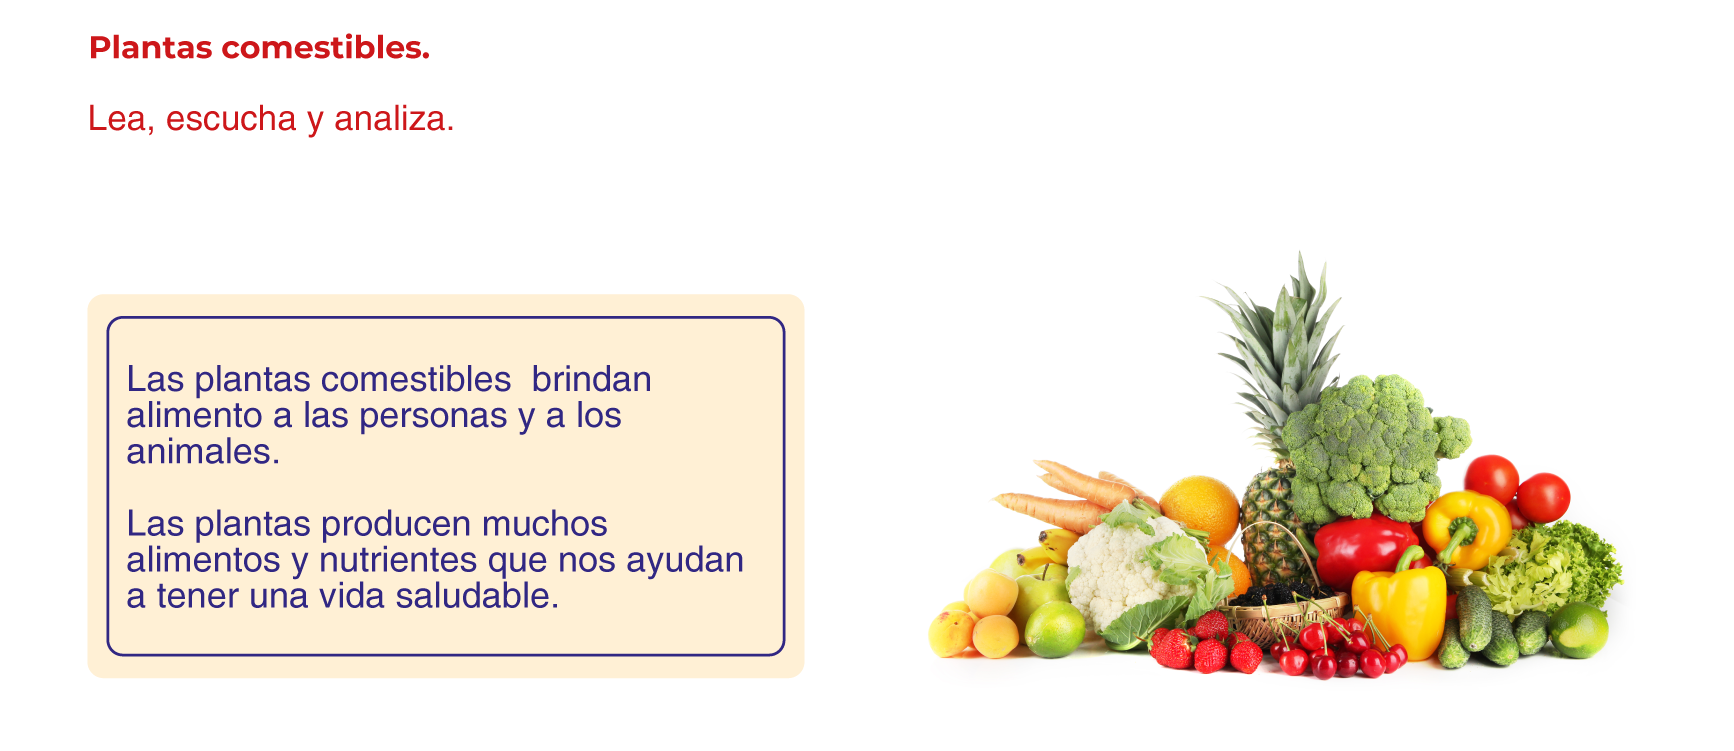 Plantas comestibles.
Lea, escucha y analiza.
Las plantas comestibles  brindan
alimento a las personas y a los
animales.
Las plantas producen muchos
alimentos y nutrientes que nos ayudan
a tener una vida saludable.